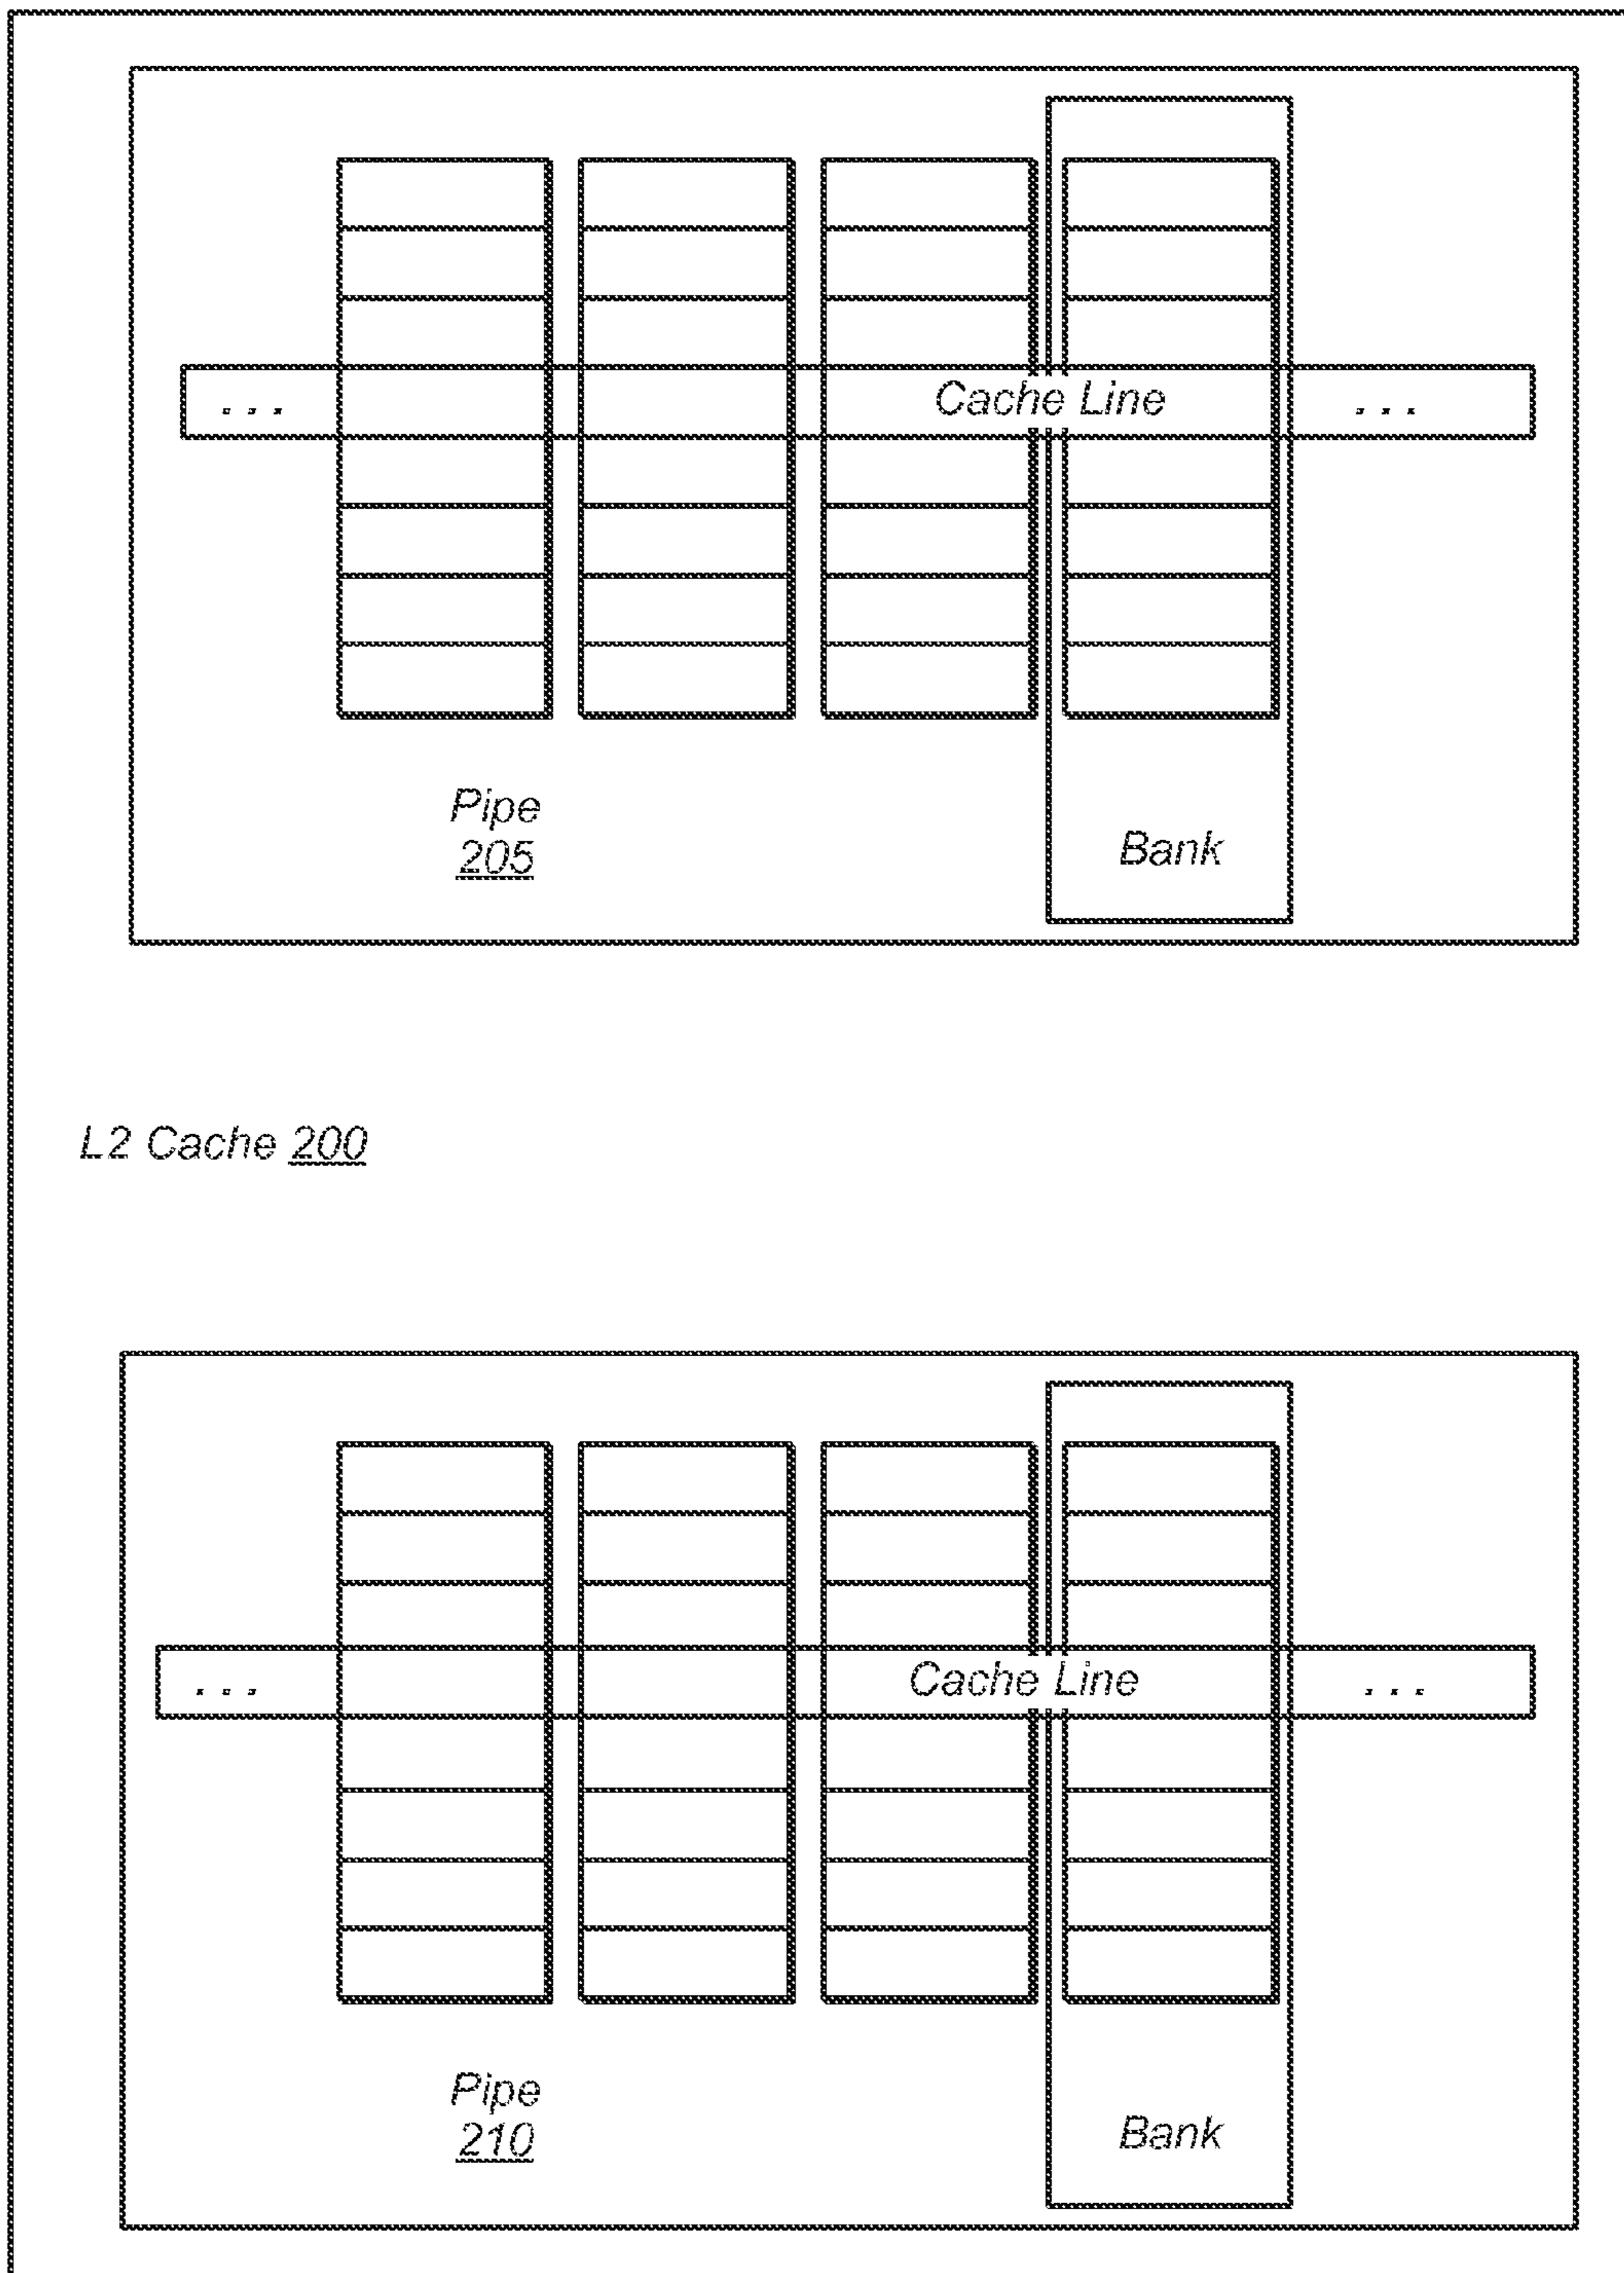 ... Cache Line ...
Pipe
205
Bank
L2 Cache 200
... Cache Line ...
Pipe
210
Bank